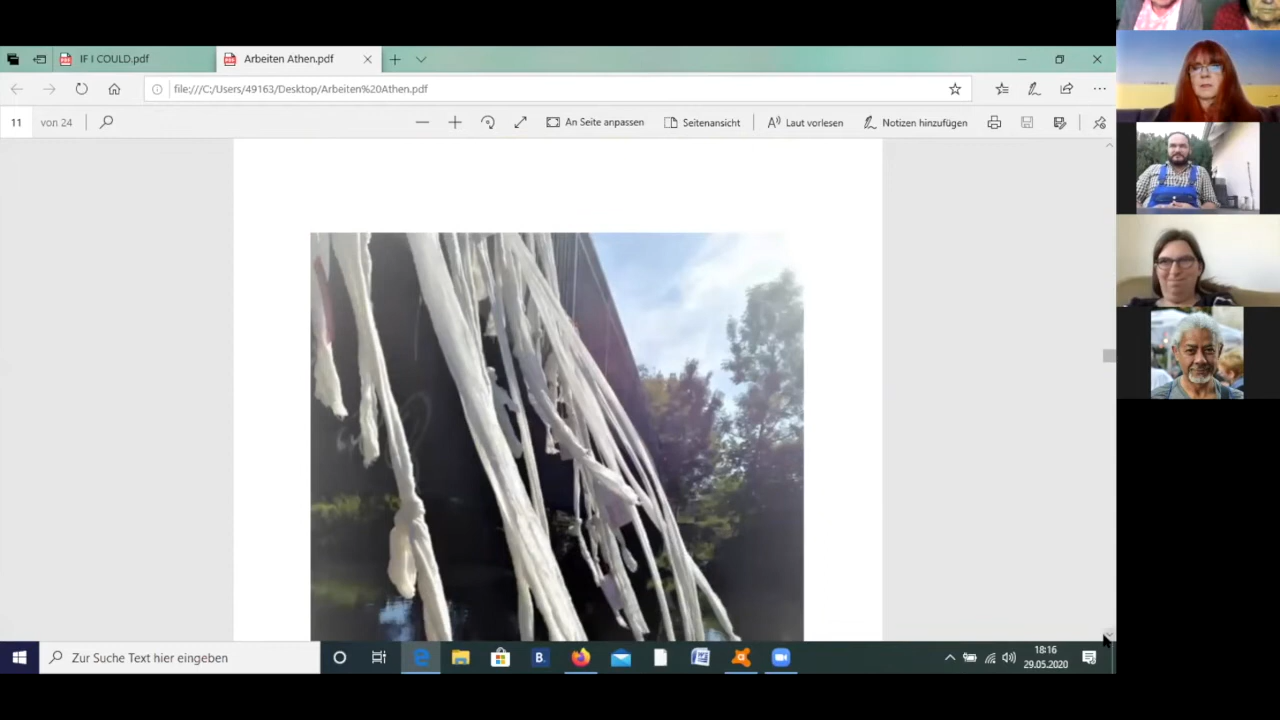 IF I COULD.pdf
Arbeiten Athen.pdf
file:///C:/Users/49163/Desktop/Arbeiten%20Athen.pdf
11 von 24
An Seite anpassen
Seitenansicht
Laut vorlesen
Notizen hinzufügen
Zur Suche Text hier eingeben
B.
18:16
29.05.2020